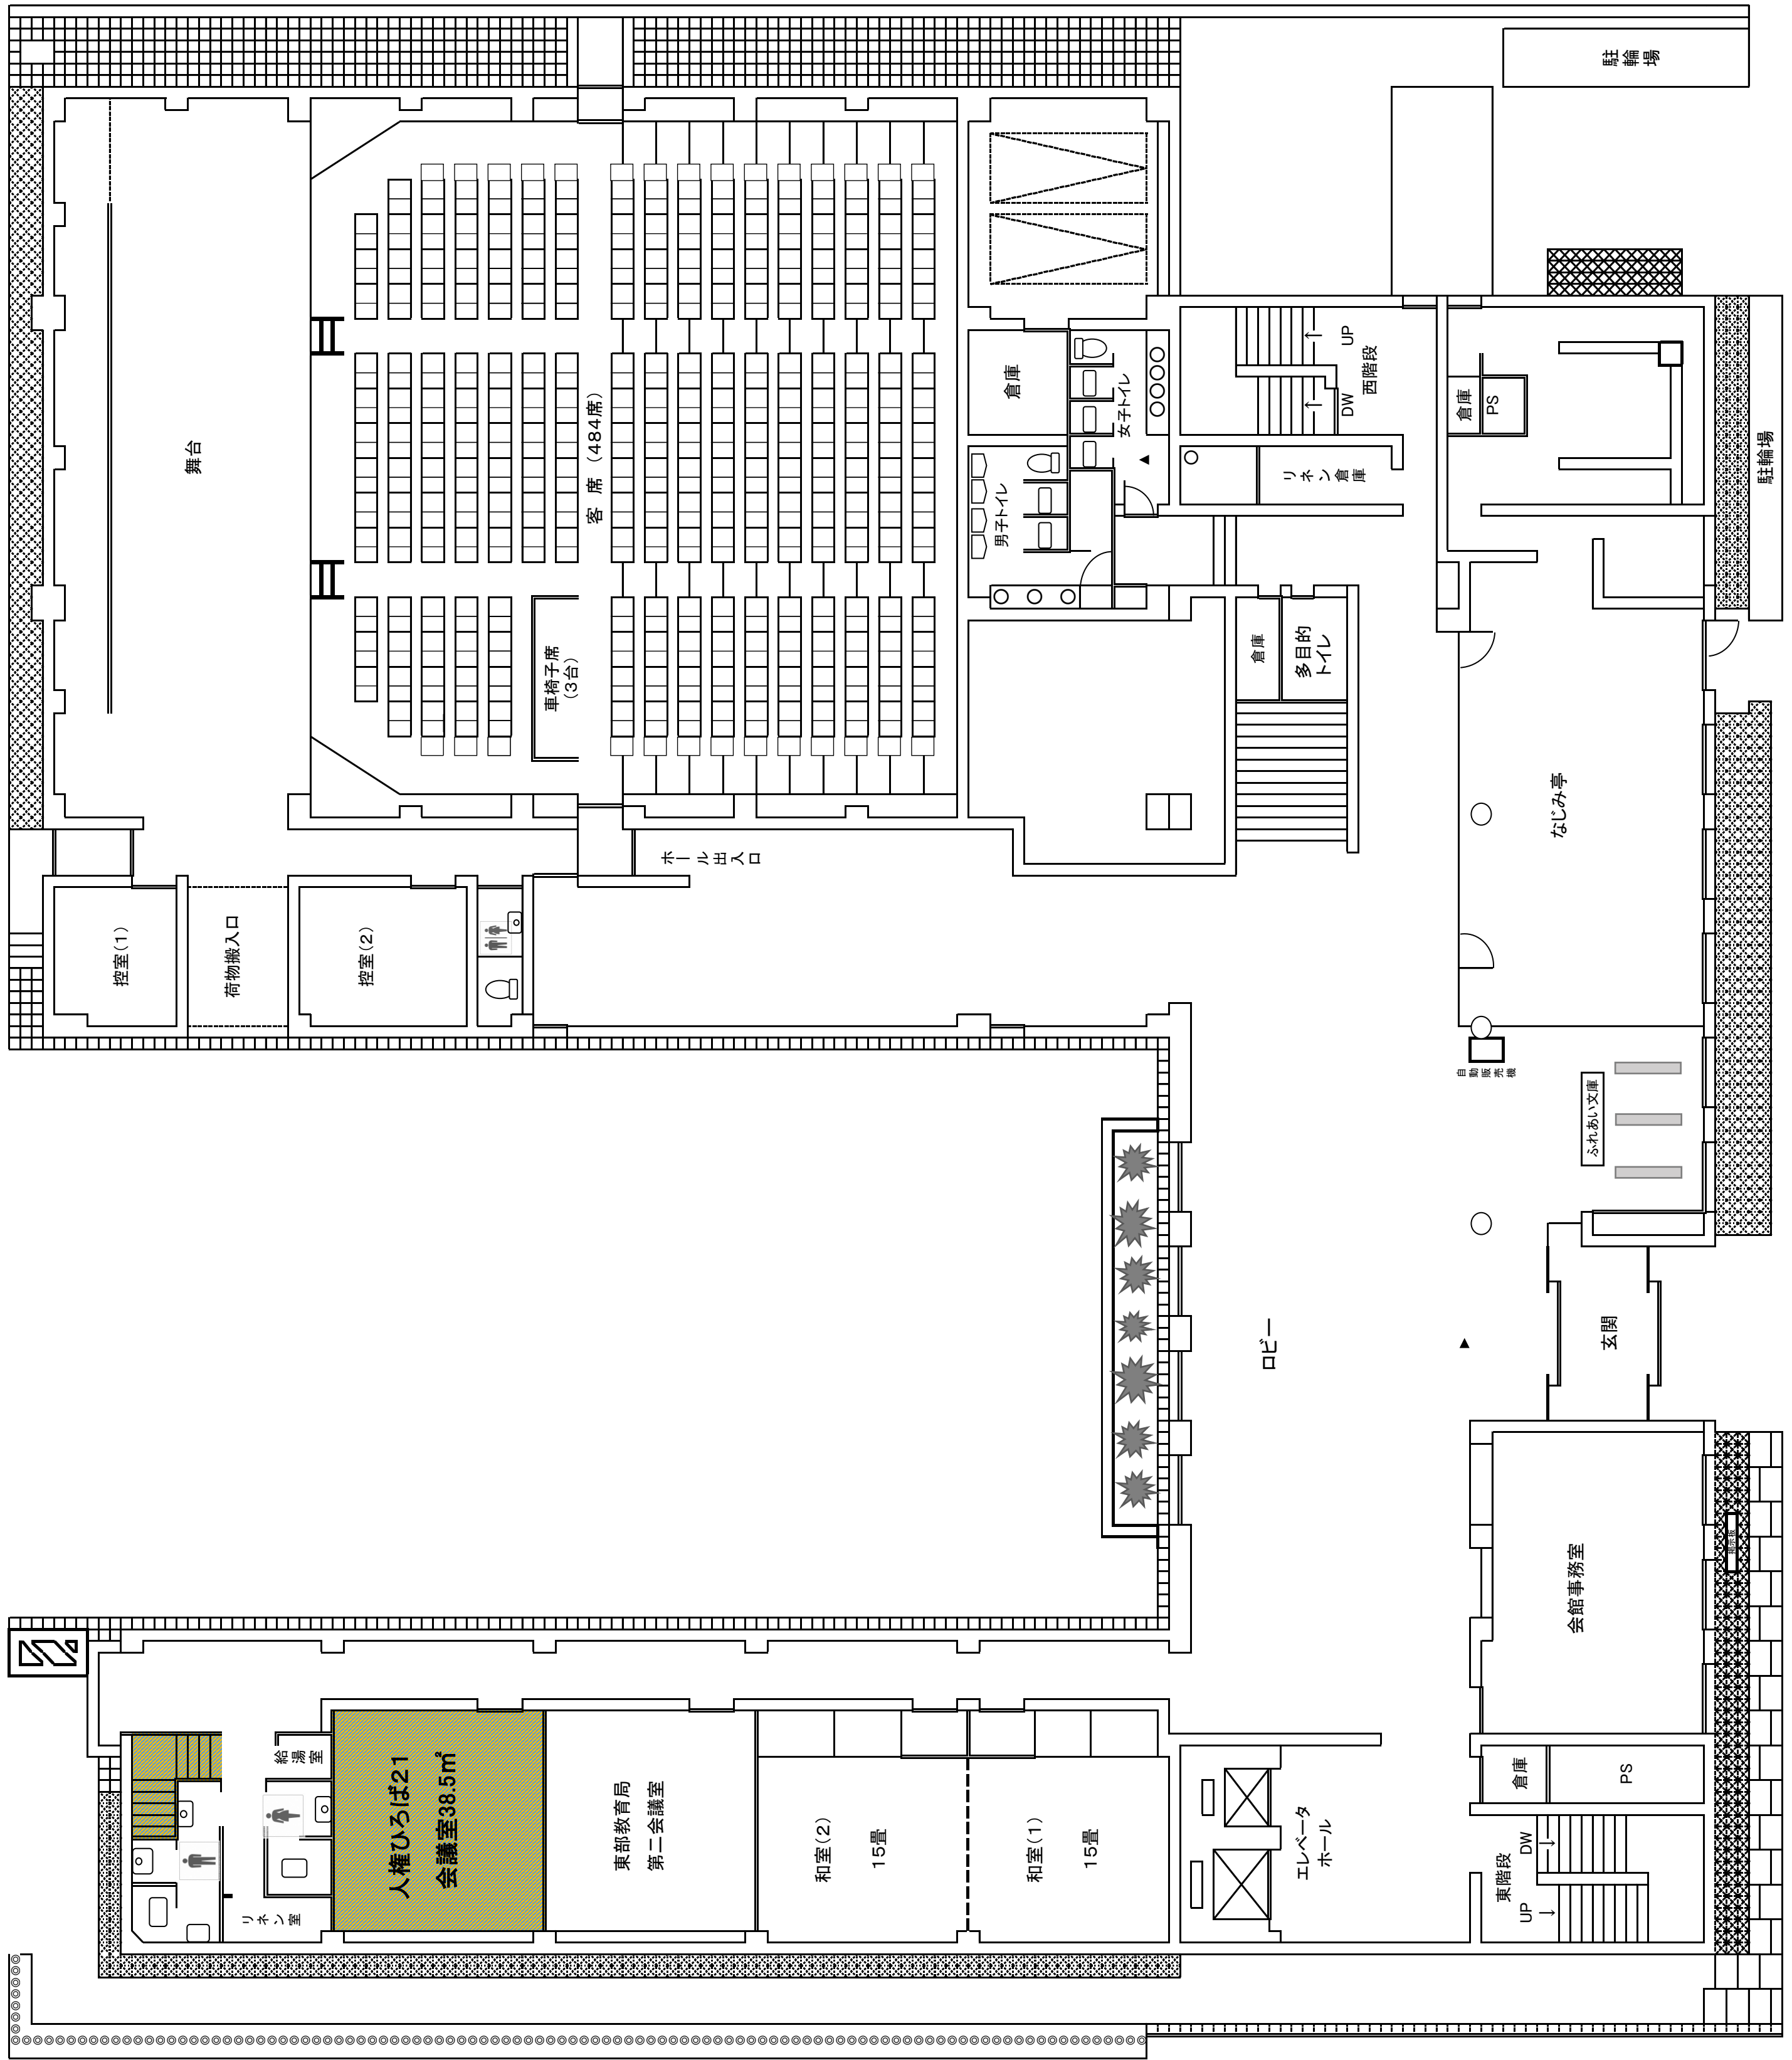 駐輪場
舞台
客 席 (484席)
車椅子席
(3台)
倉庫
女子トイレ
男子トイレ
UP
DW
西階段
リネン倉庫
倉庫
PS
駐輪場
倉庫
多目的
トイレ
なじみ亭
ホール出入口
控室(1)
荷物搬入口
控室(2)
自動販売機
ふれあい文庫
ロビー
玄関
会館事務室
掲示板
給湯室
リネン室
人権ひろば21
会議室38.5㎡
東部教育局
第二会議室
和室(2)
15畳
和室(1)
15畳
エレベータ
ホール
倉庫
PS
東階段
DW
UP